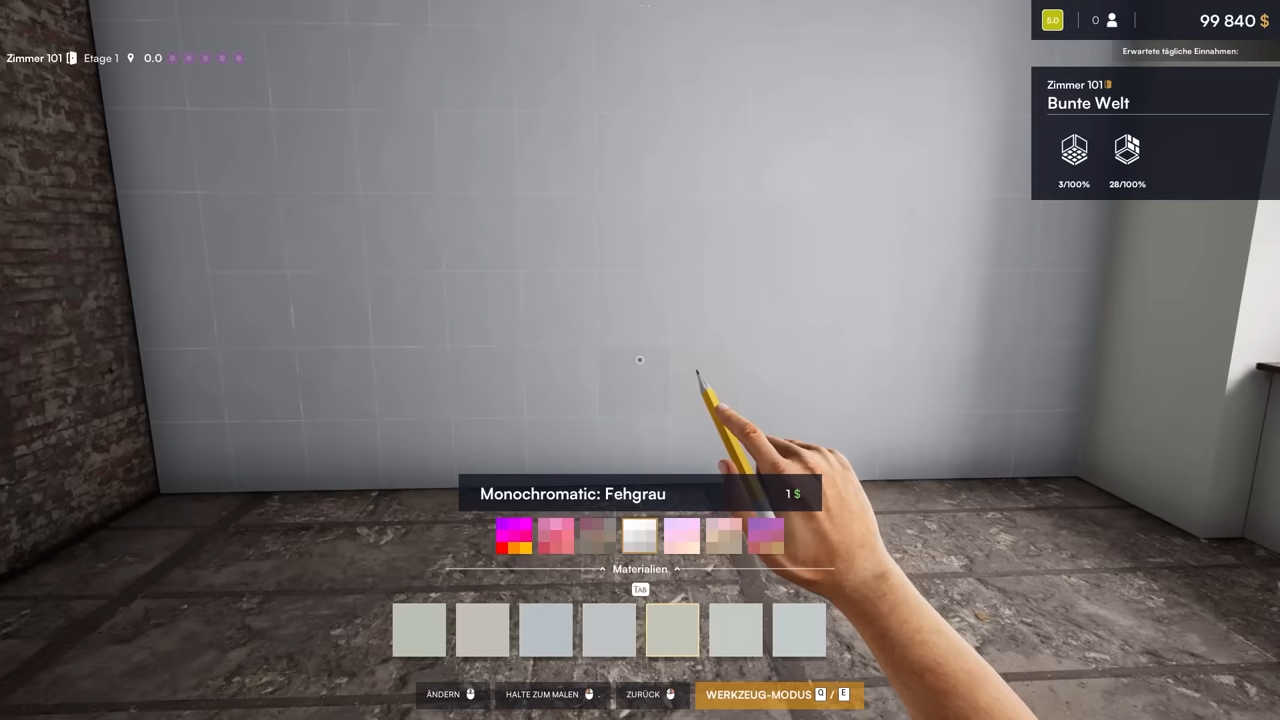 5.0
0
99 840 $
Erwartete tägliche Einnahmen:
Zimmer 101 Etage 1 0.0
Zimmer 101
Bunte Welt
3/100% 28/100%
Monochromatic: Fehgrau 1 $
Materialien
TAB
ÄNDERN HALTE ZUM MALEN ZURÜCK WERKZEUG-MODUS Q / E